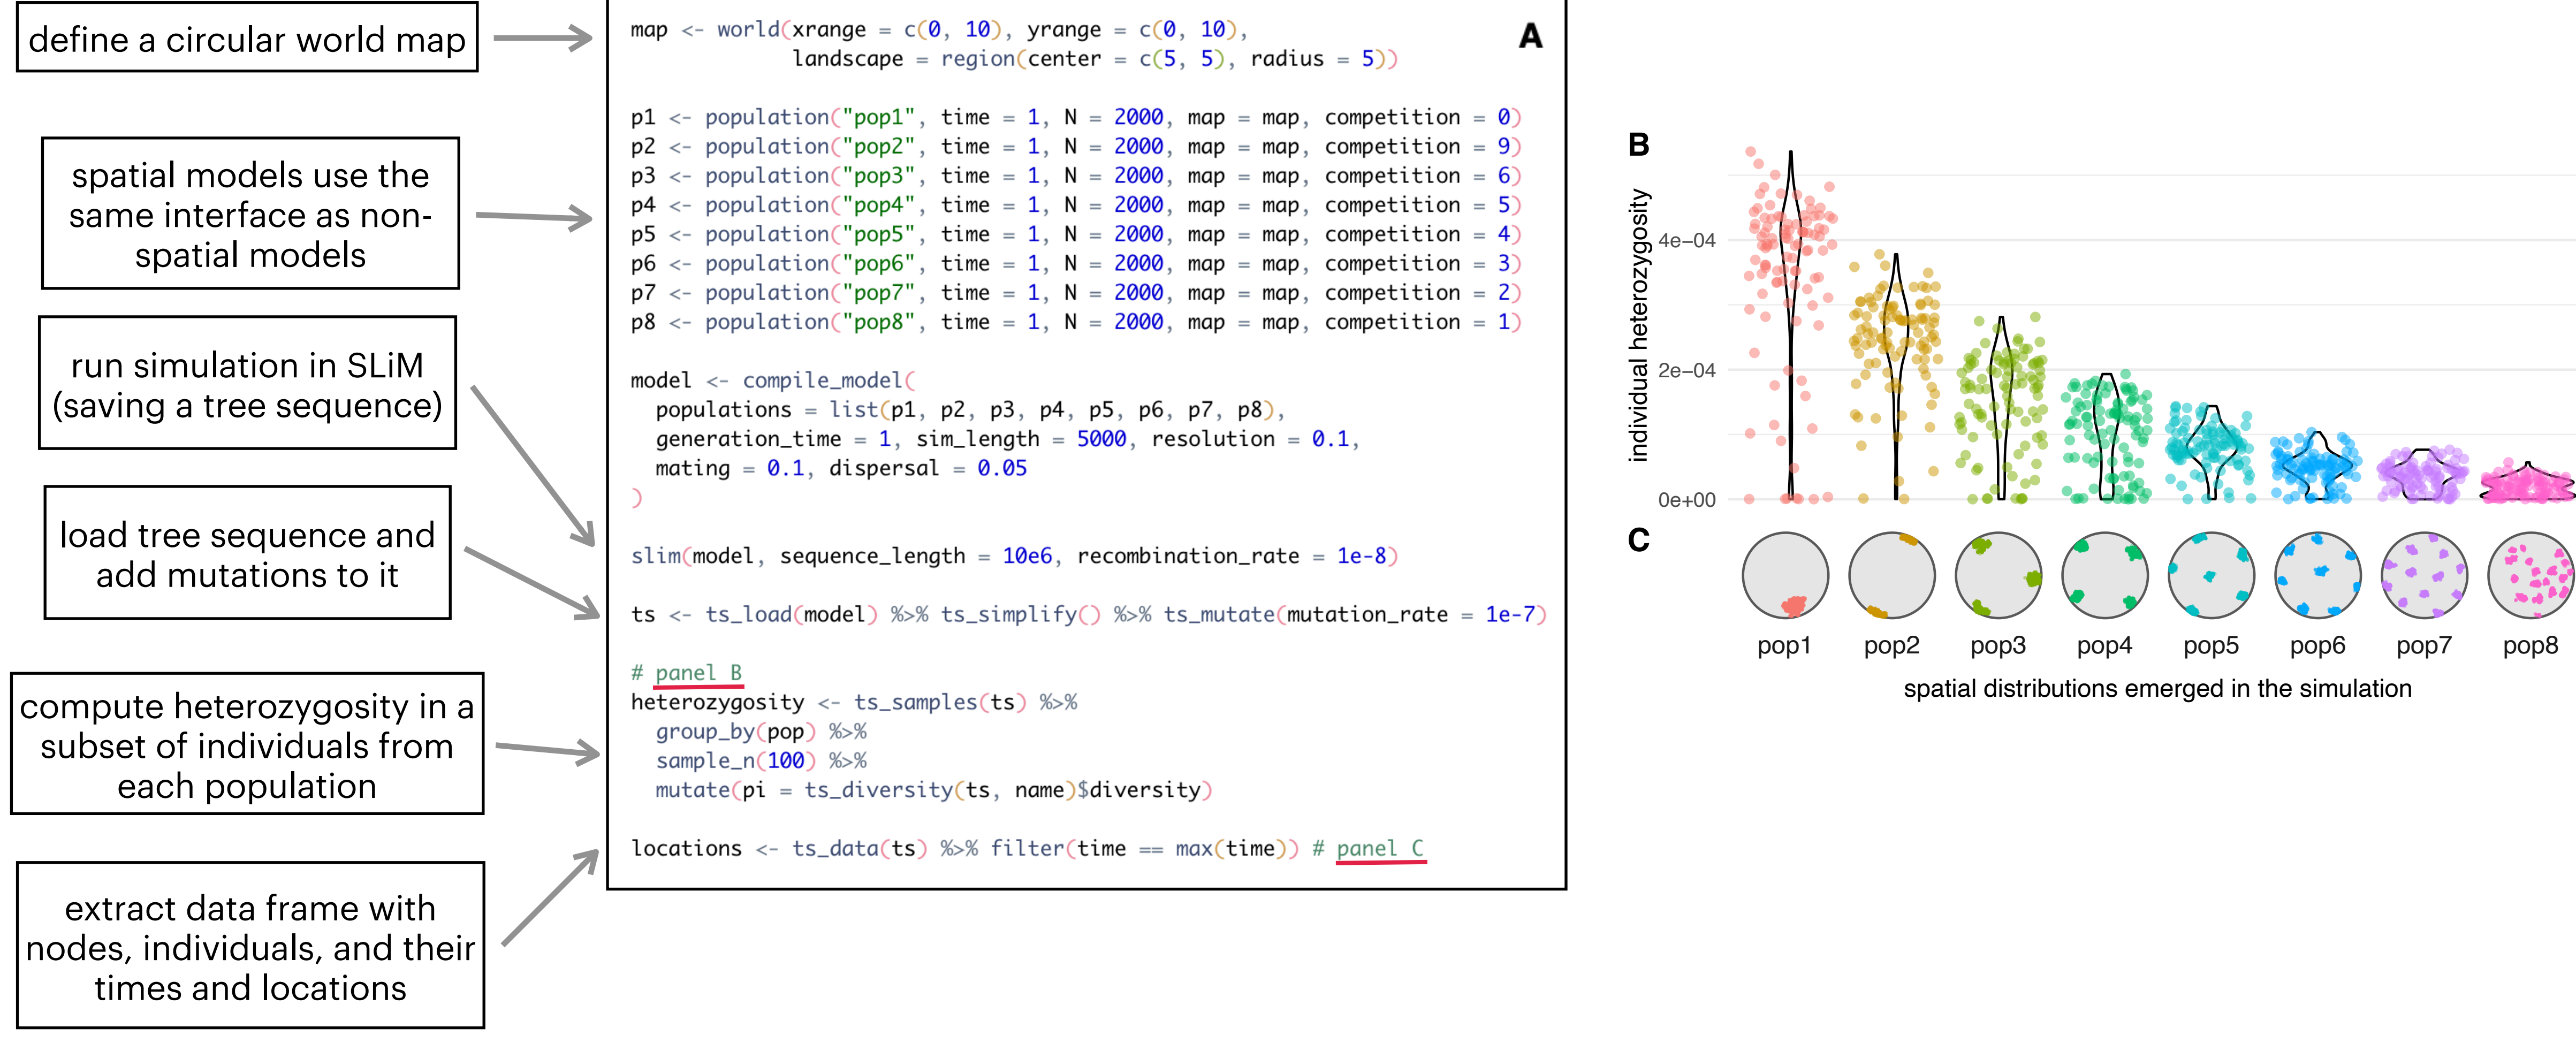 define a circular world map
spatial models use the
same interface as non-
spatial models
run simulation in SLiM
(saving a tree sequence)
load tree sequence and
add mutations to it
compute heterozygosity in a
subset of individuals from
each population
extract data frame with
nodes, individuals, and their
times and locations
A
map <- world(xrange = c(0, 10), yrange = c(0, 10),
landscape = region(center = c(5, 5), radius = 5))
p1 <- population("pop1", time = 1, N = 2000, map = map, competition = 0)
p2 <- population("pop2", time = 1, N = 2000, map = map, competition = 9)
p3 <- population("pop3", time = 1, N = 2000, map = map, competition = 6)
p4 <- population("pop4", time = 1, N = 2000, map = map, competition = 5)
p5 <- population("pop5", time = 1, N = 2000, map = map, competition = 4)
p6 <- population("pop6", time = 1, N = 2000, map = map, competition = 3)
p7 <- population("pop7", time = 1, N = 2000, map = map, competition = 2)
p8 <- population("pop8", time = 1, N = 2000, map = map, competition = 1)
model <- compile_model(
populations = list(p1, p2, p3, p4, p5, p6, p7, p8),
generation_time = 1, sim_length = 5000, resolution = 0.1,
mating = 0.1, dispersal = 0.05
)
slim(model, sequence_length = 10e6, recombination_rate = 1e-8)
ts <- ts_load(model) %>% ts_simplify() %>% ts_mutate(mutation_rate = 1e-7)
# panel B
heterozygosity <- ts_samples(ts) %>%
group_by(pop) %>%
sample_n(100) %>%
mutate(pi = ts_diversity(ts, name)$diversity)
locations <- ts_data(ts) %>% filter(time == max(time)) # panel C
B
individual heterozygosity
4e-04
2e-04
0e+00
C
pop1 pop2 pop3 pop4 pop5 pop6 pop7 pop8
spatial distributions emerged in the simulation